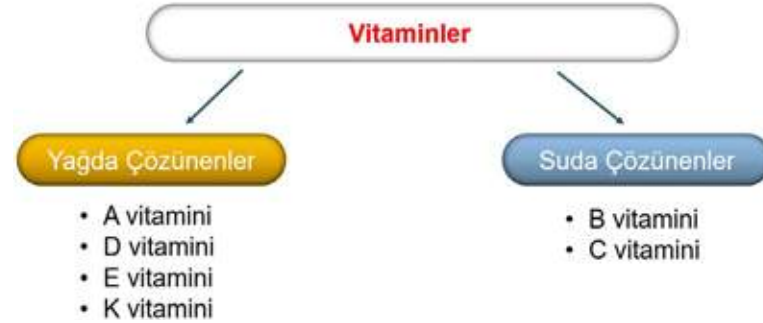 Vitaminler
Yağda Çözünenler
• A vitamini
• D vitamini
• E vitamini
• K vitamini
Suda Çözünenler
• B vitamini
• C vitamini